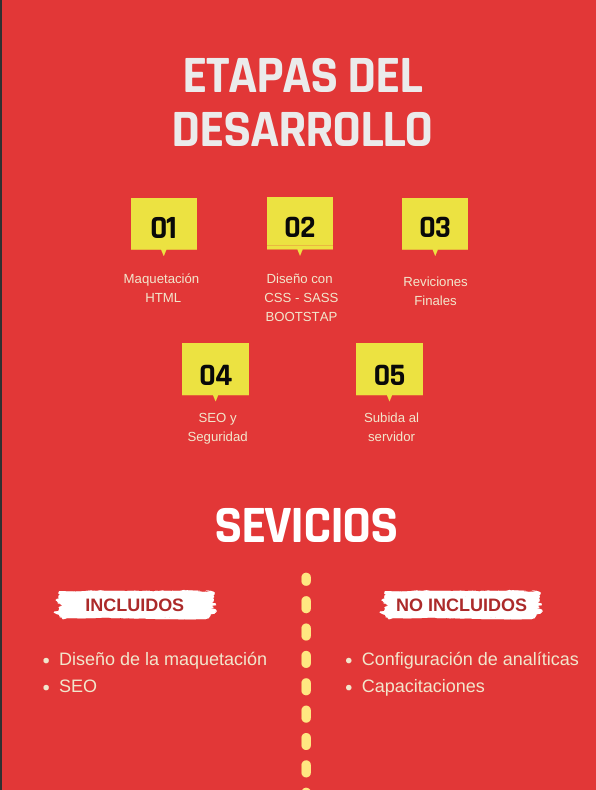 ETAPAS DEL
DESARROLLO
01
Maquetación
HTML
02
Diseño con
CSS - SASS
BOOTSTAP
03
Reviciones
Finales
04
SEO y
Seguridad
05
Subida al
servidor
SEVICIOS
INCLUIDOS
• Diseño de la maquetación
• SEO
NO INCLUIDOS
• Configuración de analíticas
• Capacitaciones